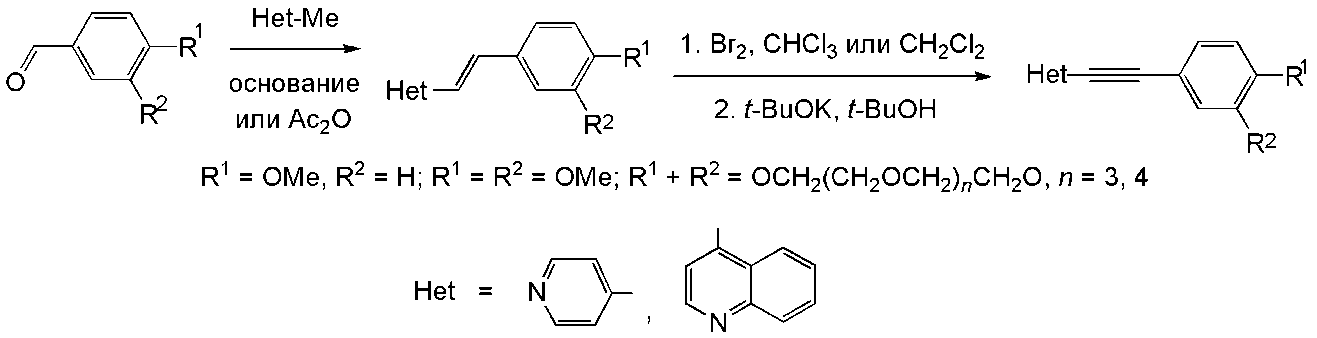 Het-Me
основание
или Ac2O
O
R1
R2
Het
R1
R2
1. Br2, CHCl3 или CH2Cl2
2. t-BuOK, t-BuOH
Het
R1
R2
R1 = OMe, R2 = H; R1 = R2 = OMe; R1 + R2 = OCH2(CH2OCH2)nCH2O, n = 3, 4
Het = N , N